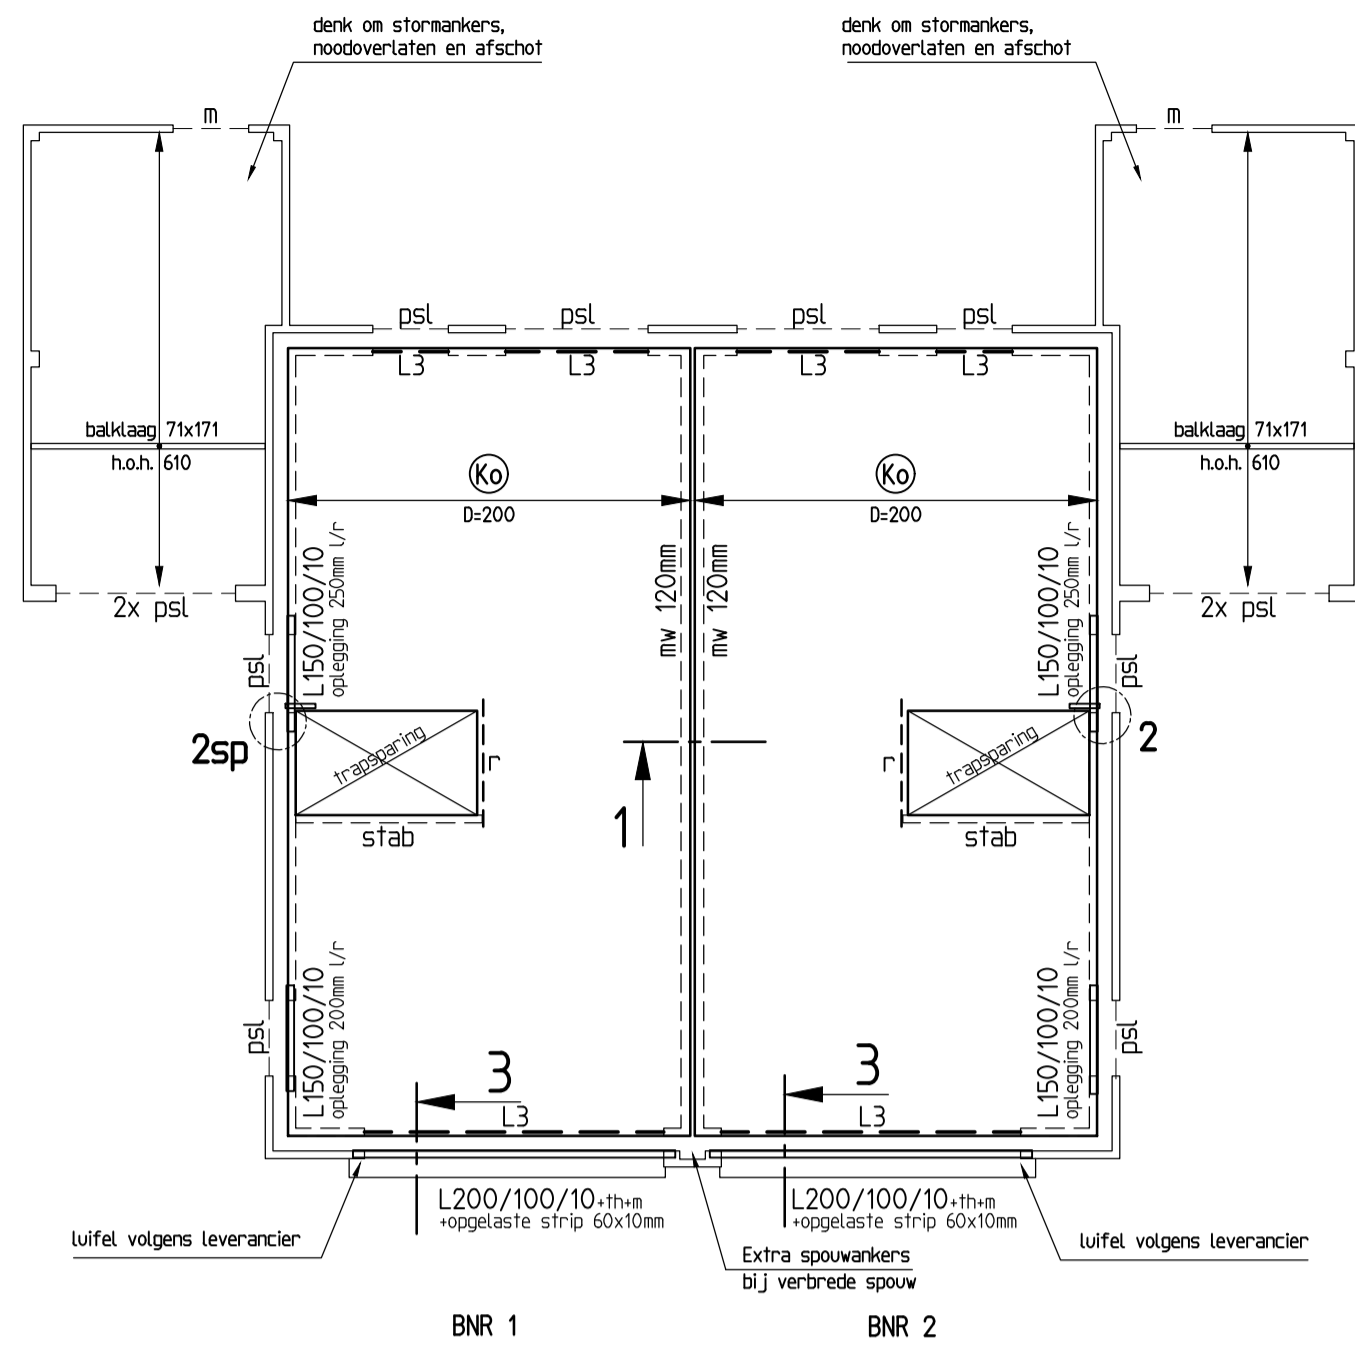 denk om stormankers,
noodoverlaten en afschot
denk om stormankers,
noodoverlaten en afschot
m
m
psl
psl
psl
psl
L3
L3
L3
L3
balklaag 71x171
h.o.h. 610
balklaag 71x171
h.o.h. 610
Ko
D=200
Ko
D=200
L150/100/10
oplegging 250mm l/r
mw 120mm
mw 120mm
L150/100/10
oplegging 250mm l/r
2x psl
2x psl
psl
psl
2sp
trapsparing
r
stab
1
r
trapsparing
stab
2
L150/100/10
oplegging 200mm l/r
L150/100/10
oplegging 200mm l/r
psl
psl
3
L3
3
L3
L200/100/10+th+m
+opgelaste strip 60x10mm
L200/100/10+th+m
+opgelaste strip 60x10mm
luifel volgens leverancier
Extra spouwankers
bij verbrede spouw
luifel volgens leverancier
BNR 1
BNR 2